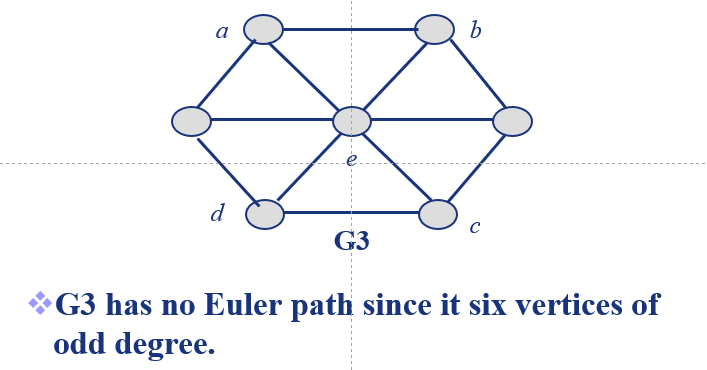 a b
e
d c
G3
❖G3 has no Euler path since it six vertices of
odd degree.